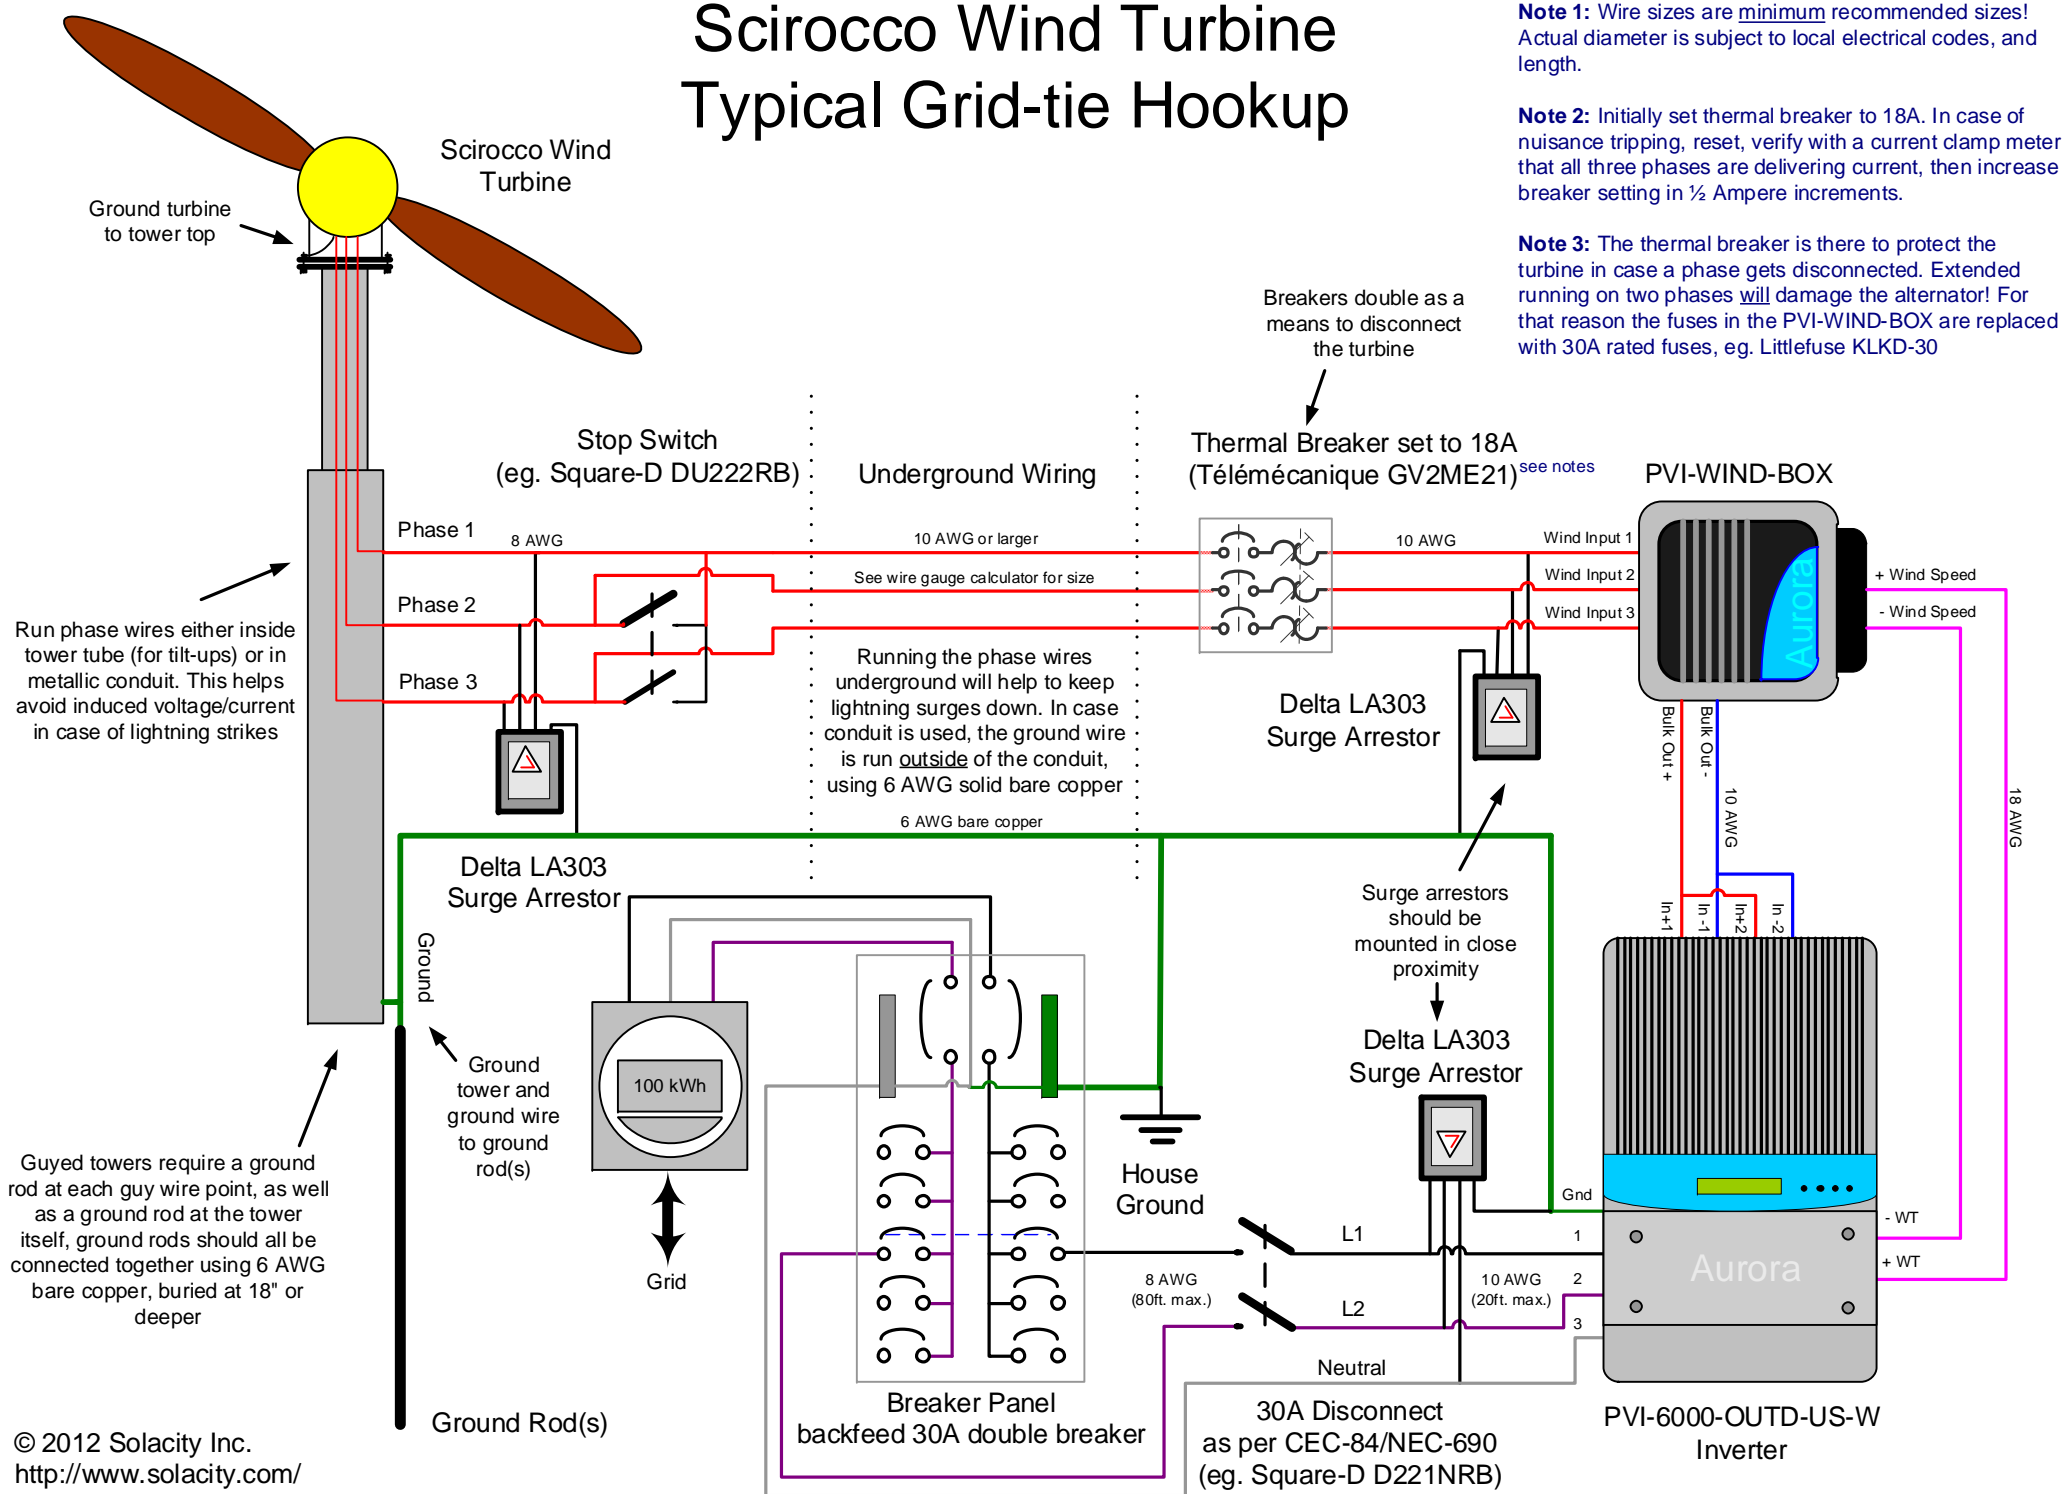 Scirocco Wind Turbine
Typical Grid-tie Hookup
Note 1: Wire sizes are minimum recommended sizes!
Actual diameter is subject to local electrical codes, and
length.
Note 2: Initially set thermal breaker to 18A. In case of
nuisance tripping, reset, verify with a current clamp meter
that all three phases are delivering current, then increase
breaker setting in ½ Ampere increments.
Note 3: The thermal breaker is there to protect the
turbine in case a phase gets disconnected. Extended
running on two phases will damage the alternator! For
that reason the fuses in the PVI-WIND-BOX are replaced
with 30A rated fuses, eg. Littlefuse KLKD-30
Scirocco Wind
Turbine
Ground turbine
to tower top
Breakers double as a
means to disconnect
the turbine
Stop Switch
(eg. Square-D DU222RB)
Underground Wiring
Thermal Breaker set to 18A
(Télémécanique GV2ME21) see notes
PVI-WIND-BOX
Phase 1
8 AWG
10 AWG or larger
10 AWG
Wind Input 1
See wire gauge calculator for size
Wind Input 2
+ Wind Speed
Phase 2
Wind Input 3
- Wind Speed
Aurora
Run phase wires either inside
tower tube (for tilt-ups) or in
metallic conduit. This helps
avoid induced voltage/current
in case of lightning strikes
Phase 3
Running the phase wires
underground will help to keep
lightning surges down. In case
conduit is used, the ground wire
is run outside of the conduit,
using 6 AWG solid bare copper
Delta LA303
Surge Arrestor
Bulk Out +
Bulk Out -
10 AWG
18 AWG
6 AWG bare copper
Delta LA303
Surge Arrestor
Surge arrestors
should be
mounted in close
proximity
In+1
In -1
In+2
In -2
Ground
Ground
tower and
ground wire
to ground
rod(s)
100 kWh
Delta LA303
Surge Arrestor
Guyed towers require a ground
rod at each guy wire point, as well
as a ground rod at the tower
itself, ground rods should all be
connected together using 6 AWG
bare copper, buried at 18" or
deeper
Grid
House
Ground
Gnd
L1
1
- WT
8 AWG
(80ft. max.)
10 AWG
(20ft. max.)
2
+ WT
Aurora
L2
3
Neutral
Breaker Panel
backfeed 30A double breaker
30A Disconnect
as per CEC-84/NEC-690
(eg. Square-D D221NRB)
PVI-6000-OUTD-US-W
Inverter
Ground Rod(s)
© 2012 Solacity Inc.
http://www.solacity.com/